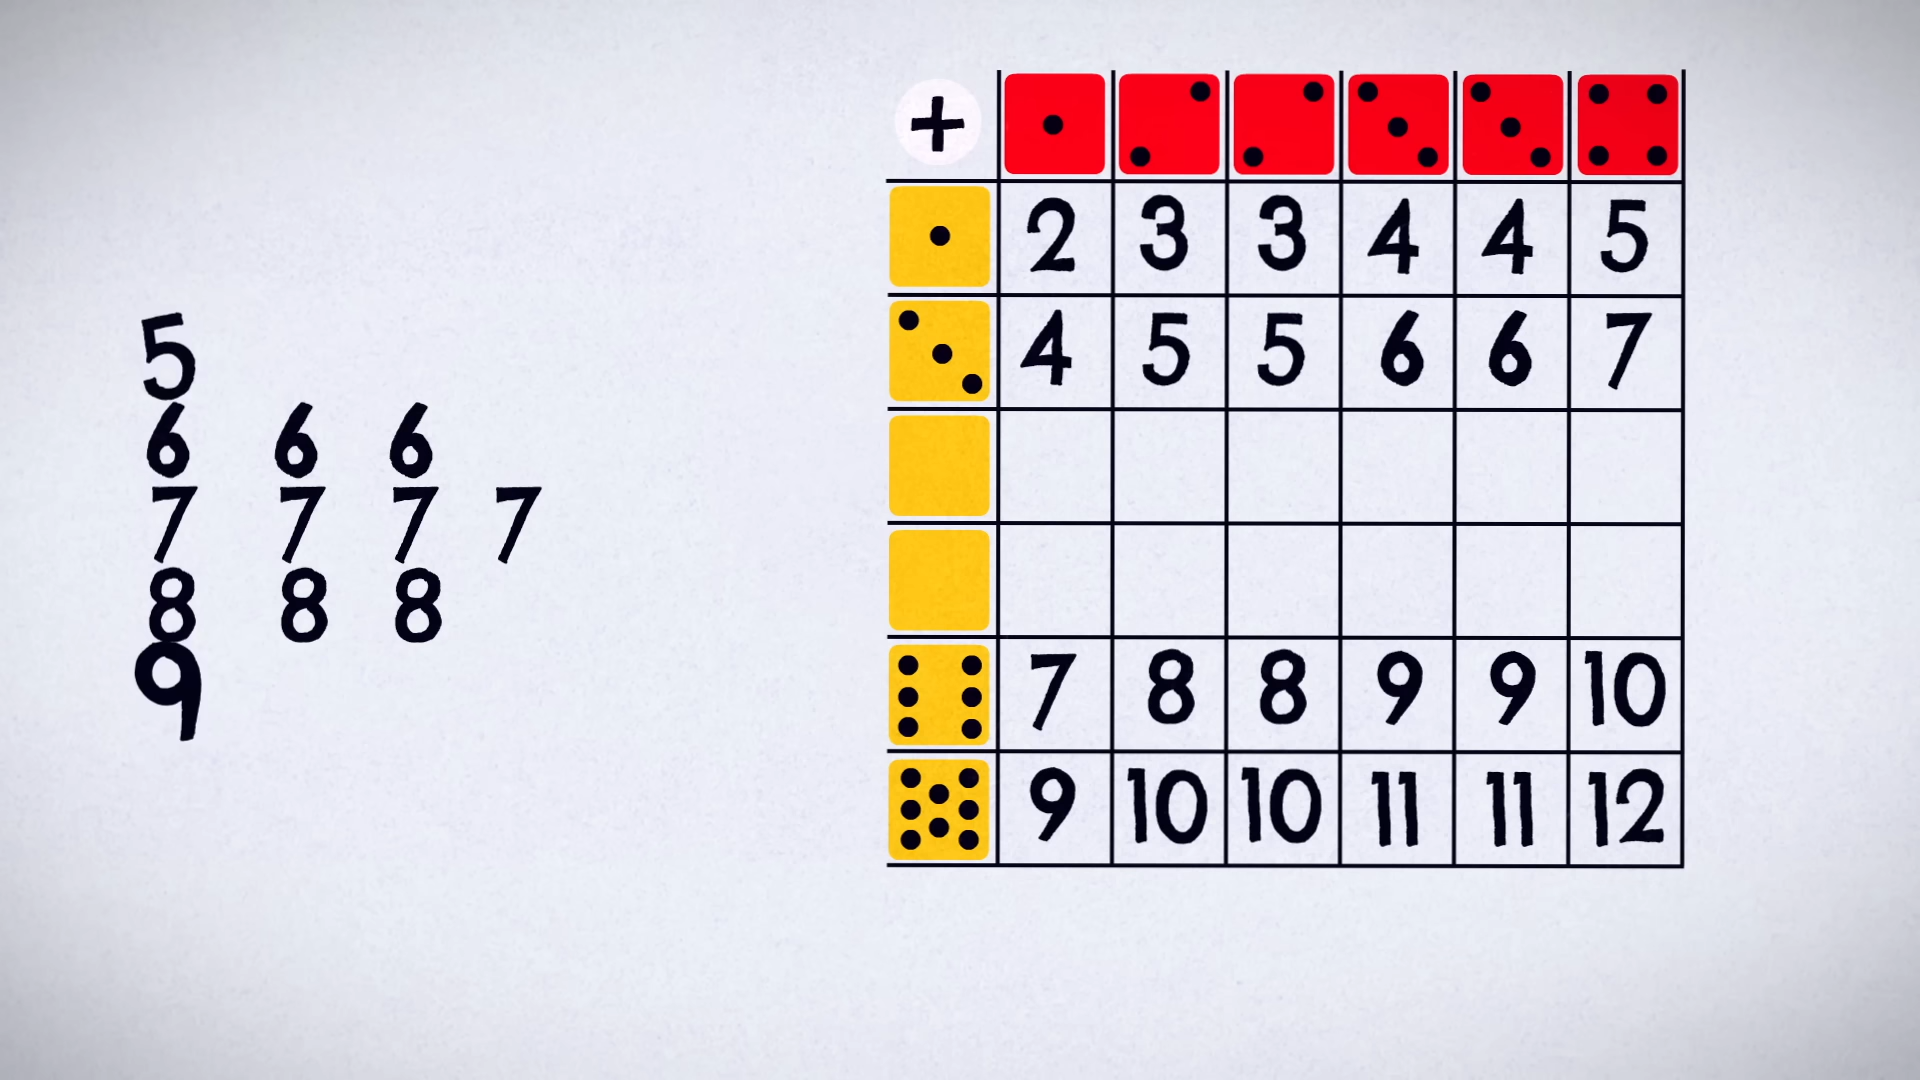 +
2 3 3 4 4 5
4 5 5 6 6 7
7 8 8 9 9 10
9 10 10 11 11 12
5
6 6 6
7 7 7 7
8 8 8
9